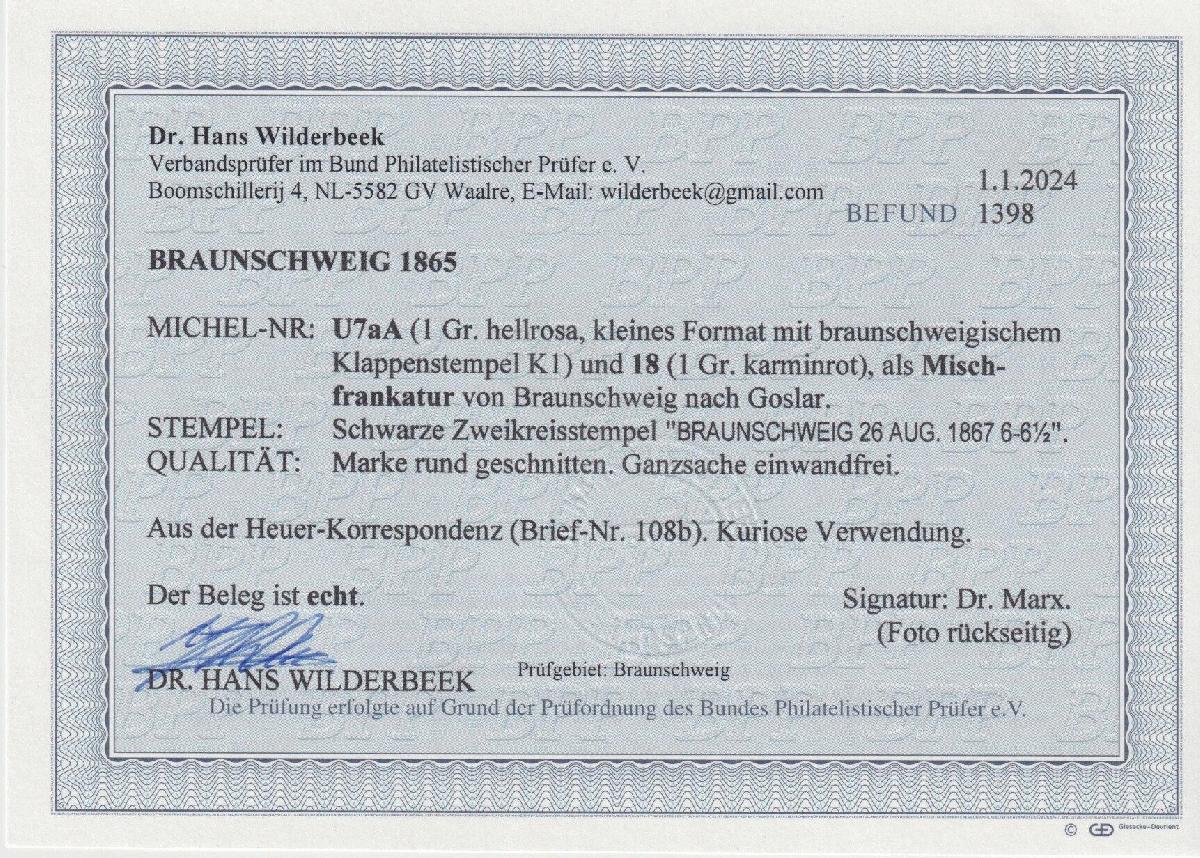 Dr. Hans Wilderbeek
Verbandsprüfer im Bund Philatelistischer Prüfer e. V.
Boomschillerij 4, NL-5582 GV Waalre, E-Mail: wilderbeek@gmail.com
1.1.2024
BEFUND 1398
BRAUNSCHWEIG 1865
MICHEL-NR: U7aA (1 Gr. hellrosa, kleines Format mit braunschweigischem
Klappenstempel K1) und 18 (1 Gr. karminrot), als Misch-
frankatur von Braunschweig nach Goslar.
STEMPEL: Schwarze Zweikreisstempel "BRAUNSCHWEIG 26 AUG. 1867 6-6½".
QUALITÄT: Marke rund geschnitten. Ganzsache einwandfrei.
Aus der Heuer-Korrespondenz (Brief-Nr. 108b). Kuriose Verwendung.
Der Beleg ist echt.
Signatur: Dr. Marx.
(Foto rückseitig)
DR. HANS WILDERBEEK
Prüfgebiet: Braunschweig
Die Prüfung erfolgte auf Grund der Prüfordnung des Bundes Philatelistischer Prüfer e.V.
© GD Giesecke-Devrient